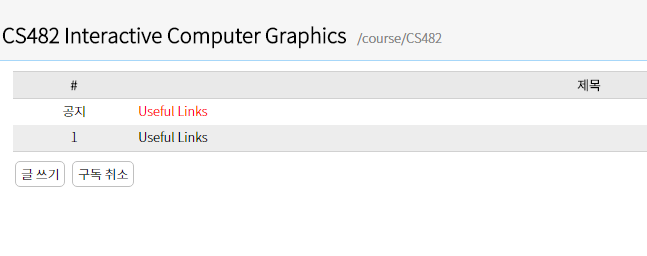 CS482 Interactive Computer Graphics /course/CS482
# 제목
공지 Useful Links
1 Useful Links
글 쓰기 구독 취소